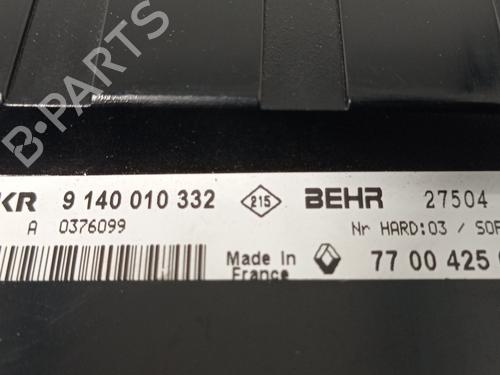 B-PARTS
KR 9 140 010 332 215 BEHR 27504
A 0376099 Nr HARD:03 / SOF
Made In
France
77 00 425